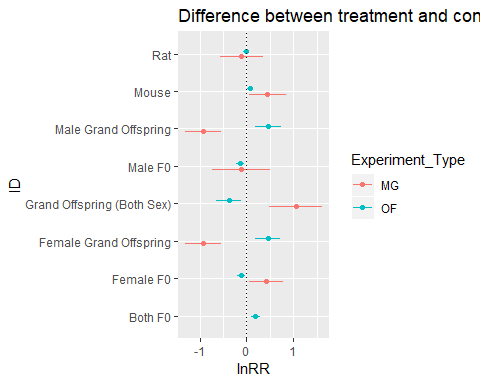 Difference between treatment and con
Rat
Mouse
Male Grand Offspring
Male F0
Grand Offspring (Both Sex)
Female Grand Offspring
Female F0
Both F0
ID
-1 0 1
lnRR
Experiment_Type
MG
OF